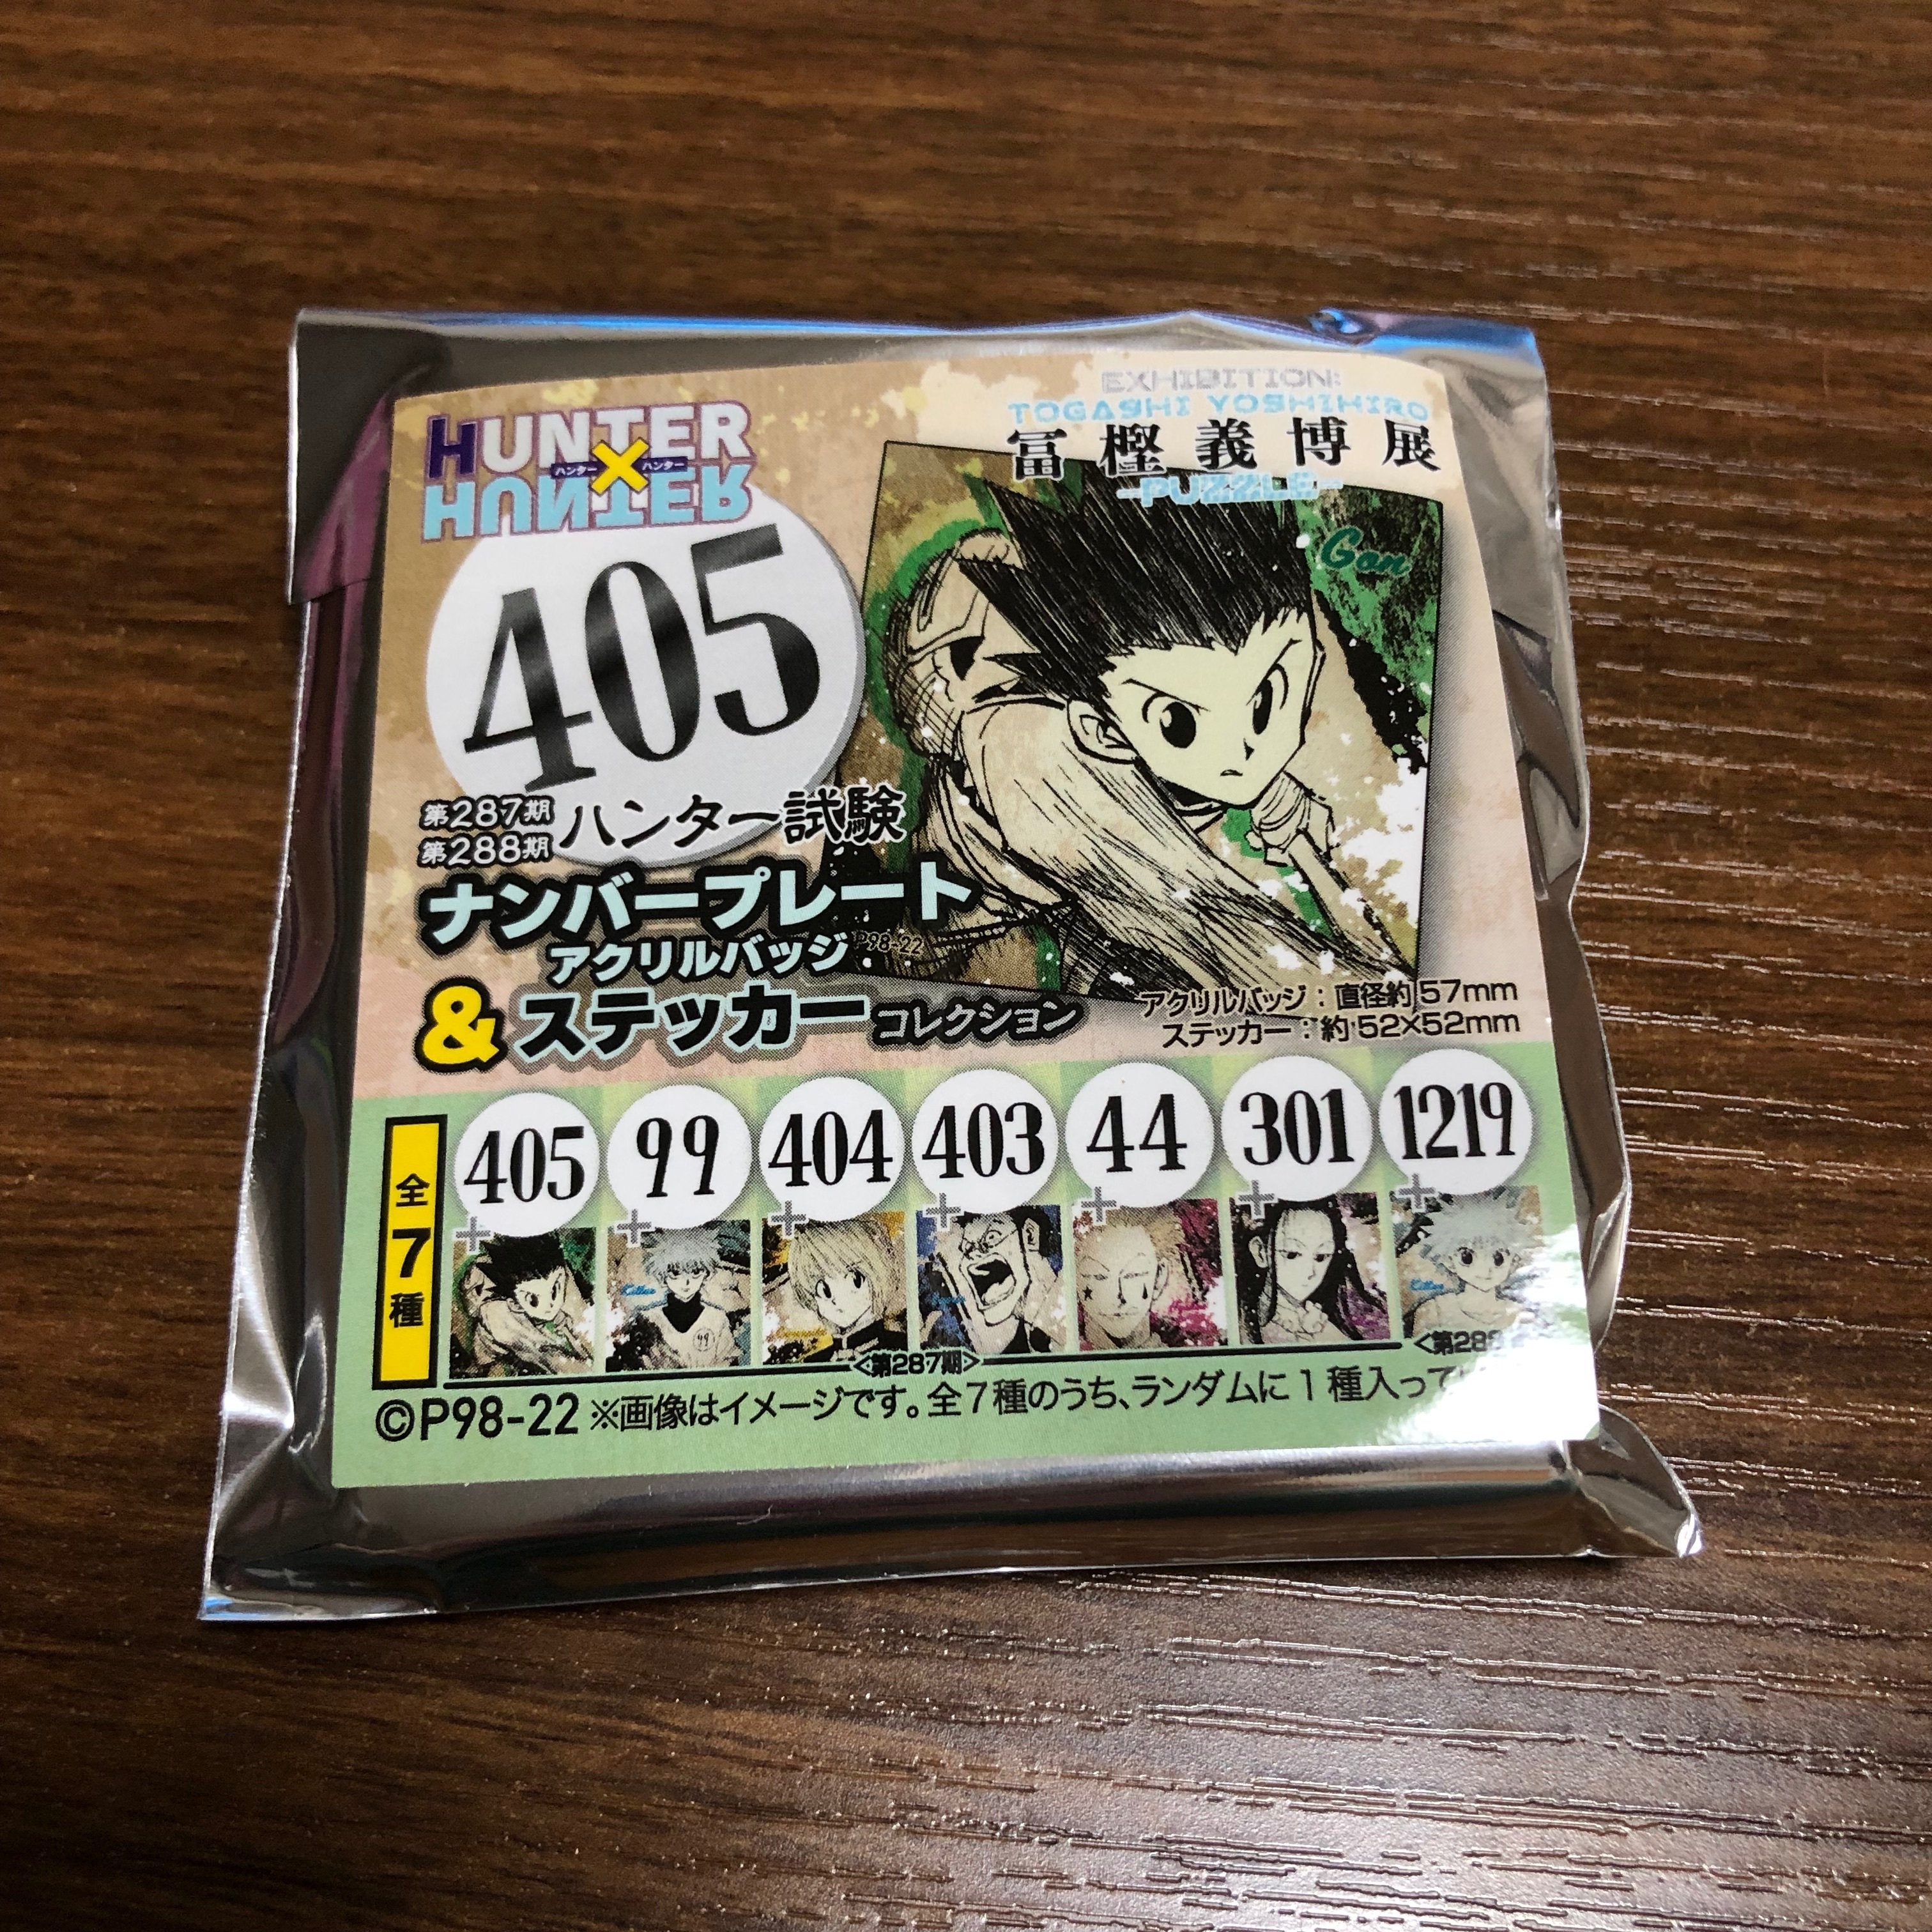 HUNTER
ハンター×ハンター
HUNTER
EXHIBITION:
TOGASHI YOSHIHIRO
冨樫義博展
-PUZZLE-
Gon
405
第287期
第288期
ハンター試験
ナンバープレート
アクリルバッジ
P98-22
&ステッカーコレクション
アクリルバッジ:直径約57mm
ステッカー:約52×52mm
全7種
405 99 404 403 44 301 1219
+ + + + + + +
99
<第287期>
<第288
©P98-22 ※画像はイメージです。全7種のうち、ランダムに1種入って